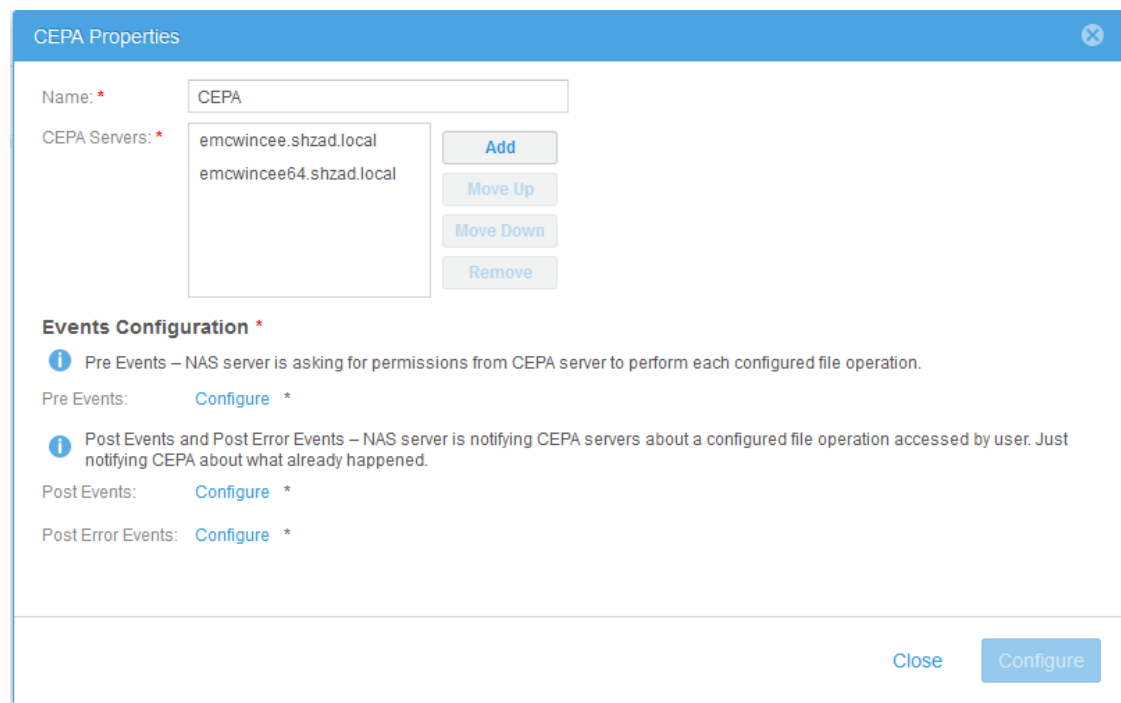 CEPA Properties
Name: * CEPA
CEPA Servers: * emcwincee.shzad.local
emcwincee64.shzad.local
Add
Move Up
Move Down
Remove
Events Configuration *
Pre Events – NAS server is asking for permissions from CEPA server to perform each configured file operation.
Pre Events: Configure *
Post Events and Post Error Events – NAS server is notifying CEPA servers about a configured file operation accessed by user. Just
notifying CEPA about what already happened.
Post Events: Configure *
Post Error Events: Configure *
Close Configure